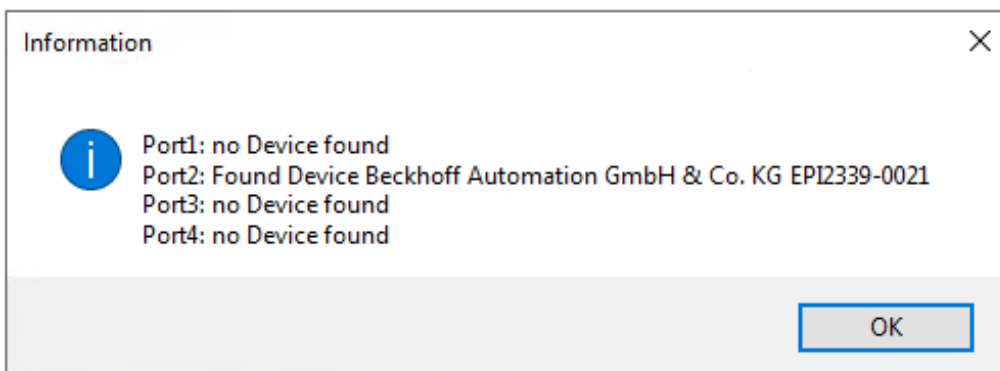 Information
Port1: no Device found
Port2: Found Device Beckhoff Automation GmbH & Co. KG EPI2339-0021
Port3: no Device found
Port4: no Device found
OK